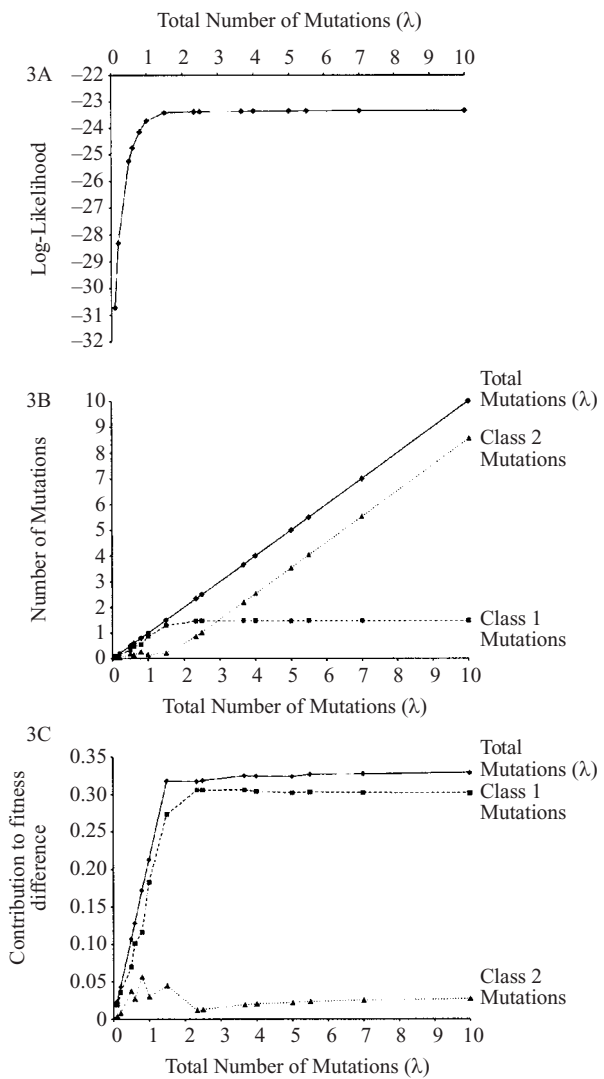 Total Number of Mutations (λ)
0 1 2 3 4 5 6 7 8 9 10
3A
–22
–23
–24
–25
–26
–27
–28
–29
–30
–31
–32
Log-Likelihood
3B
Total
Mutations (λ)
Class 2
Mutations
Class 1
Mutations
10
9
8
7
6
5
4
3
2
1
0
Number of Mutations
0 1 2 3 4 5 6 7 8 9 10
Total Number of Mutations (λ)
3C
Total
Mutations (λ)
Class 1
Mutations
Class 2
Mutations
0.35
0.30
0.25
0.20
0.15
0.10
0.05
0
Contribution to fitness
difference
0 1 2 3 4 5 6 7 8 9 10
Total Number of Mutations (λ)